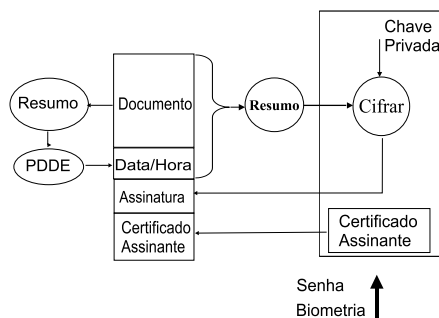 Chave
Privada
Resumo
Documento
Resumo
Cifrar
PDDE
Data/Hora
Assinatura
Certificado
Assinante
Certificado
Assinante
Senha
Biometria